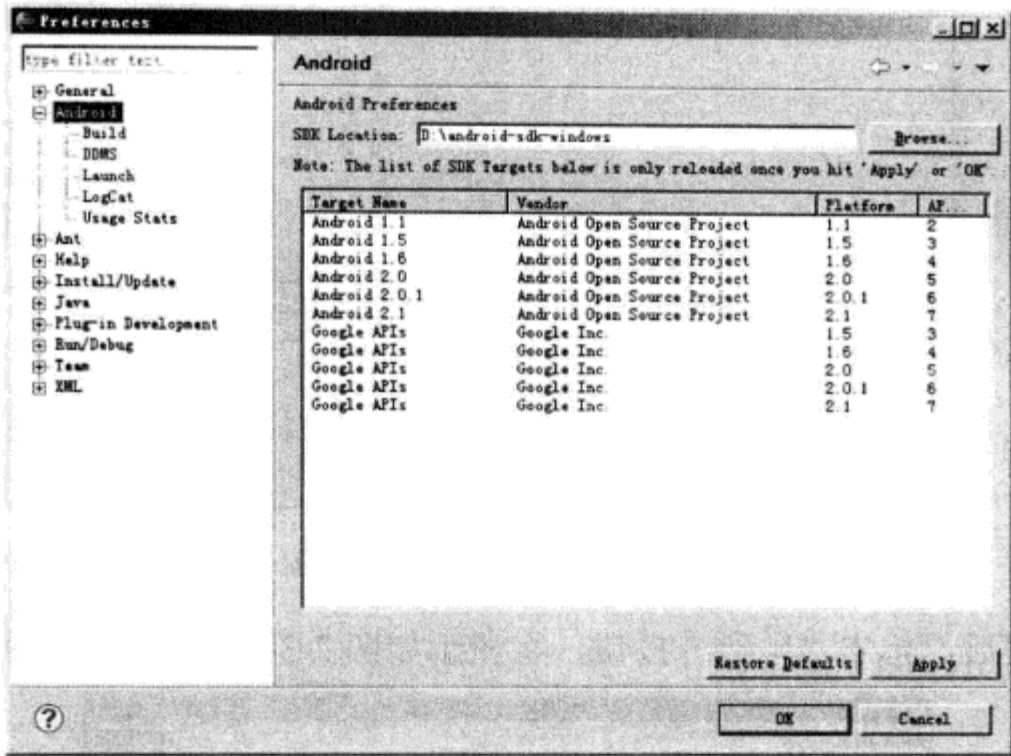 Preferences
type filter text
General
Android
Build
DDMS
Launch
LogCat
Usage Stats
Ant
Help
Install/Update
Java
Plug-in Development
Run/Debug
Team
XML
Android
Android Preferences
SDK Location: D:\android-sdk-windows Browse...
Note: The list of SDK Targets below is only reloaded once you hit 'Apply' or 'OK'
Target Name Vendor Platform AP...
Android 1.1 Android Open Source Project 1.1 2
Android 1.5 Android Open Source Project 1.5 3
Android 1.6 Android Open Source Project 1.6 4
Android 2.0 Android Open Source Project 2.0 5
Android 2.0.1 Android Open Source Project 2.0.1 6
Android 2.1 Android Open Source Project 2.1 7
Google APIs Google Inc. 1.5 3
Google APIs Google Inc. 1.6 4
Google APIs Google Inc. 2.0 5
Google APIs Google Inc. 2.0.1 6
Google APIs Google Inc. 2.1 7
Restore Defaults Apply
? OK Cancel